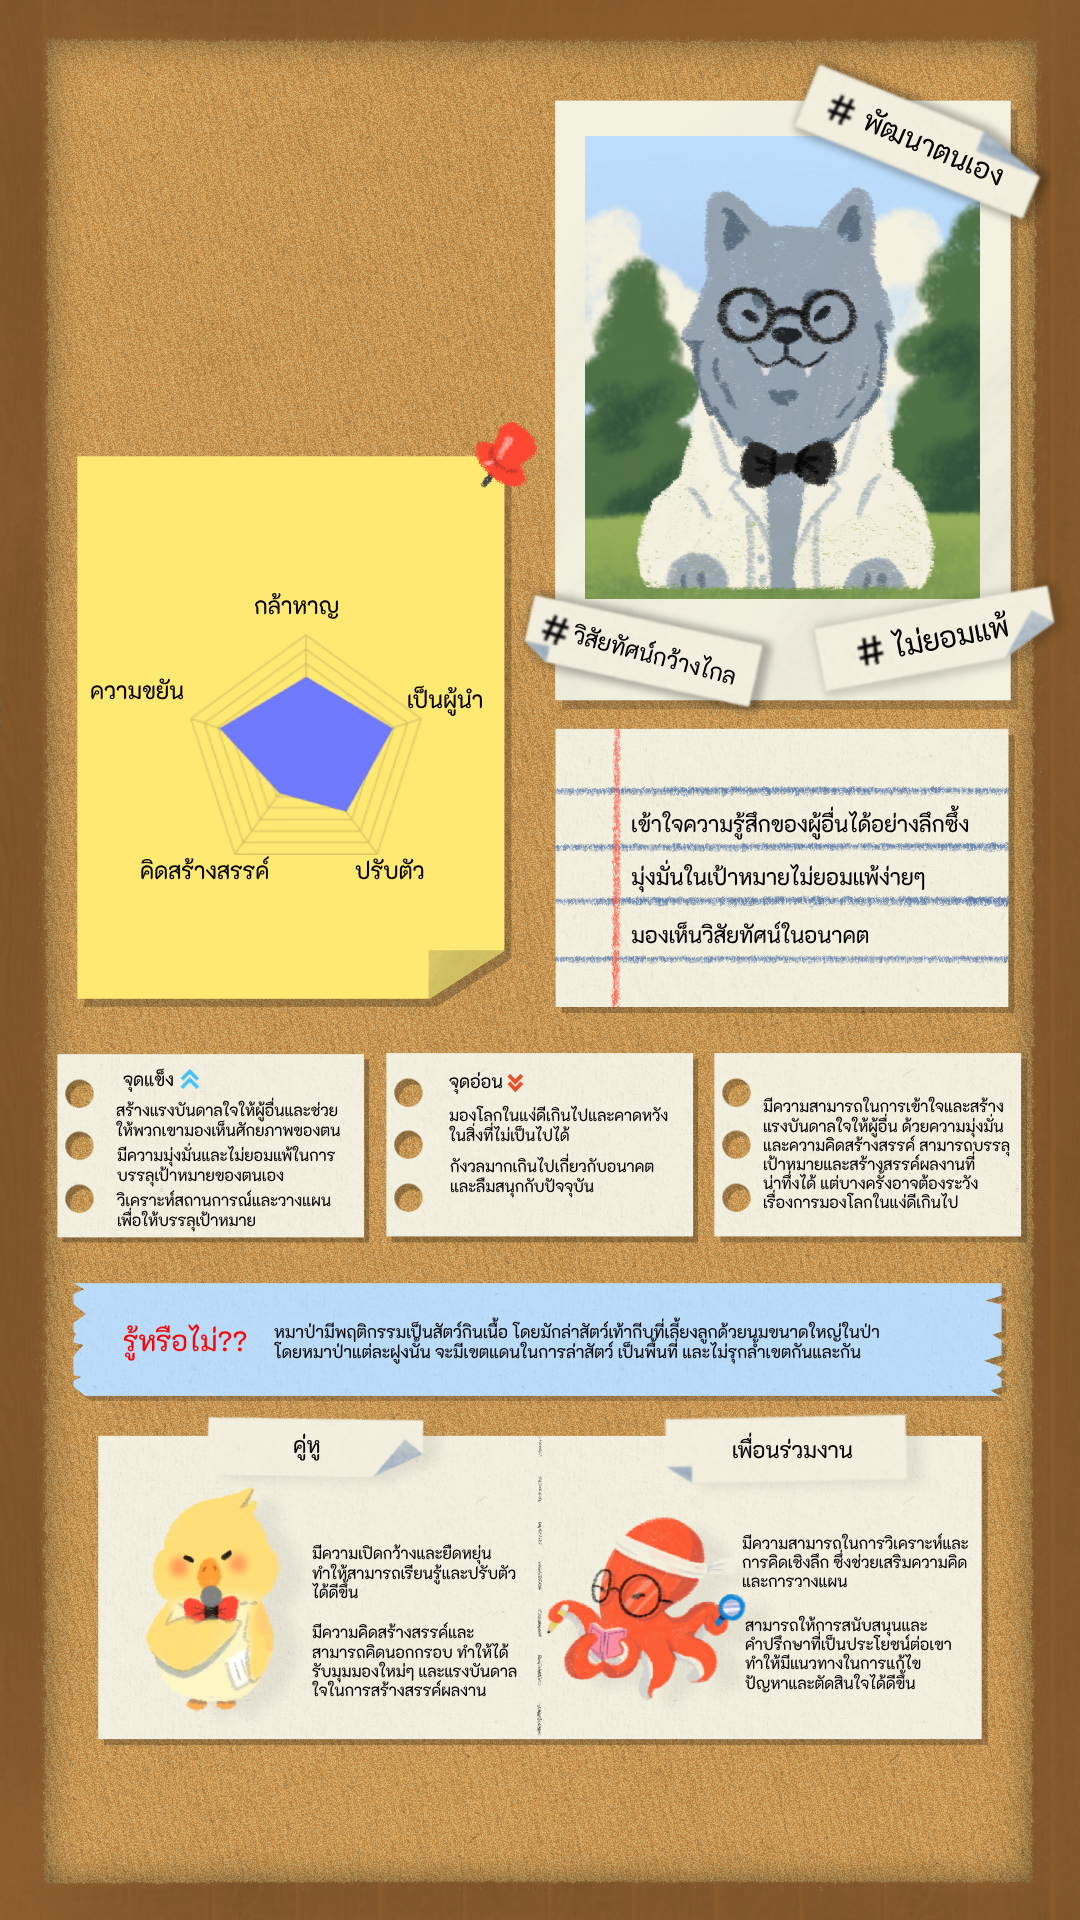 # พัฒนาตนเอง
# วิสัยทัศน์กว้างไกล
# ไม่ยอมแพ้
กล้าหาญ
ความขยัน
เป็นผู้นำ
คิดสร้างสรรค์
ปรับตัว
เข้าใจความรู้สึกของผู้อื่นได้อย่างลึกซึ้ง
มุ่งมั่นในเป้าหมายไม่ยอมแพ้ง่ายๆ
มองเห็นวิสัยทัศน์ในอนาคต
จุดแข็ง
สร้างแรงบันดาลใจให้ผู้อื่นและช่วย
ให้พวกเขามองเห็นศักยภาพของตน
มีความมุ่งมั่นและไม่ยอมแพ้ในการ
บรรลุเป้าหมายของตนเอง
วิเคราะห์สถานการณ์และวางแผน
เพื่อให้บรรลุเป้าหมาย
จุดอ่อน
มองโลกในแง่ดีเกินไปและคาดหวัง
ในสิ่งที่ไม่เป็นไปได้
กังวลมากเกินไปเกี่ยวกับอนาคต
และลืมสนุกกับปัจจุบัน
มีความสามารถในการเข้าใจและสร้าง
แรงบันดาลใจให้ผู้อื่น ด้วยความมุ่งมั่น
และความคิดสร้างสรรค์ สามารถบรรลุ
เป้าหมายและสร้างสรรค์ผลงานที่
น่าทึ่งได้ แต่บางครั้งอาจต้องระวัง
เรื่องการมองโลกในแง่ดีเกินไป
รู้หรือไม่??
หมาป่ามีพฤติกรรมเป็นสัตว์กินเนื้อ โดยมักล่าสัตว์เท้ากีบที่เลี้ยงลูกด้วยนมขนาดใหญ่ในป่า
โดยหมาป่าแต่ละฝูงนั้น จะมีเขตแดนในการล่าสัตว์ เป็นพื้นที่ และไม่รุกล้ำเขตกันและกัน
คู่หู
มีความเปิดกว้างและยืดหยุ่น
ทำให้สามารถเรียนรู้และปรับตัว
ได้ดีขึ้น
มีความคิดสร้างสรรค์และ
สามารถคิดนอกกรอบ ทำให้ได้
รับมุมมองใหม่ๆ และแรงบันดาล
ใจในการสร้างสรรค์ผลงาน
เพื่อนร่วมงาน
มีความสามารถในการวิเคราะห์และ
การคิดเชิงลึก ซึ่งช่วยเสริมความคิด
และการวางแผน
สามารถให้การสนับสนุนและ
คำปรึกษาที่เป็นประโยชน์ต่อเขา
ทำให้มีแนวทางในการแก้ไข
ปัญหาและตัดสินใจได้ดีขึ้น